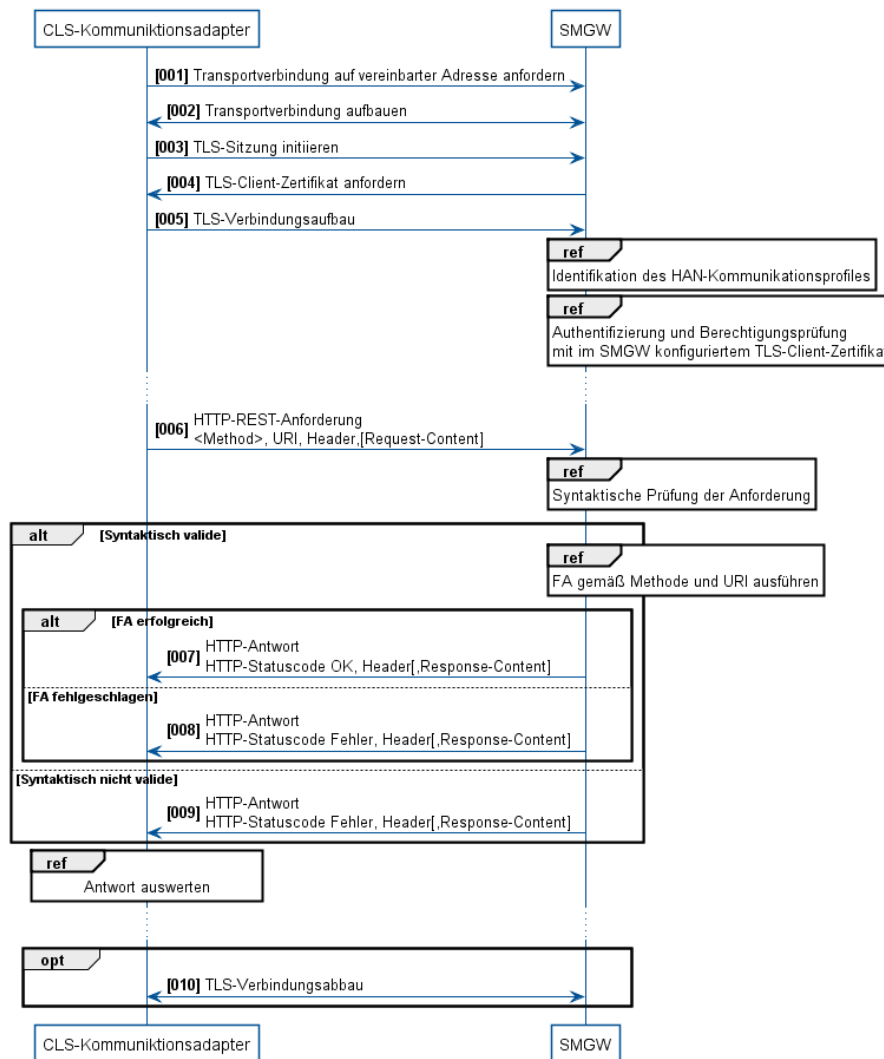 CLS-Kommuniktionsadapter
SMGW
[001] Transportverbindung auf vereinbarter Adresse anfordern
[002] Transportverbindung aufbauen
[003] TLS-Sitzung initiieren
[004] TLS-Client-Zertifikat anfordern
[005] TLS-Verbindungsaufbau
ref
Identifikation des HAN-Kommunikationsprofiles
ref
Authentifizierung und Berechtigungsprüfung
mit im SMGW konfiguriertem TLS-Client-Zertifikat
[006] HTTP-REST-Anforderung
<Method>, URI, Header,[Request-Content]
ref
Syntaktische Prüfung der Anforderung
alt [Syntaktisch valide]
ref
FA gemäß Methode und URI ausführen
alt [FA erfolgreich]
[007] HTTP-Antwort
HTTP-Statuscode OK, Header[,Response-Content]
[FA fehlgeschlagen]
[008] HTTP-Antwort
HTTP-Statuscode Fehler, Header[,Response-Content]
[Syntaktisch nicht valide]
[009] HTTP-Antwort
HTTP-Statuscode Fehler, Header[,Response-Content]
ref
Antwort auswerten
opt
[010] TLS-Verbindungsabbau
CLS-Kommuniktionsadapter
SMGW